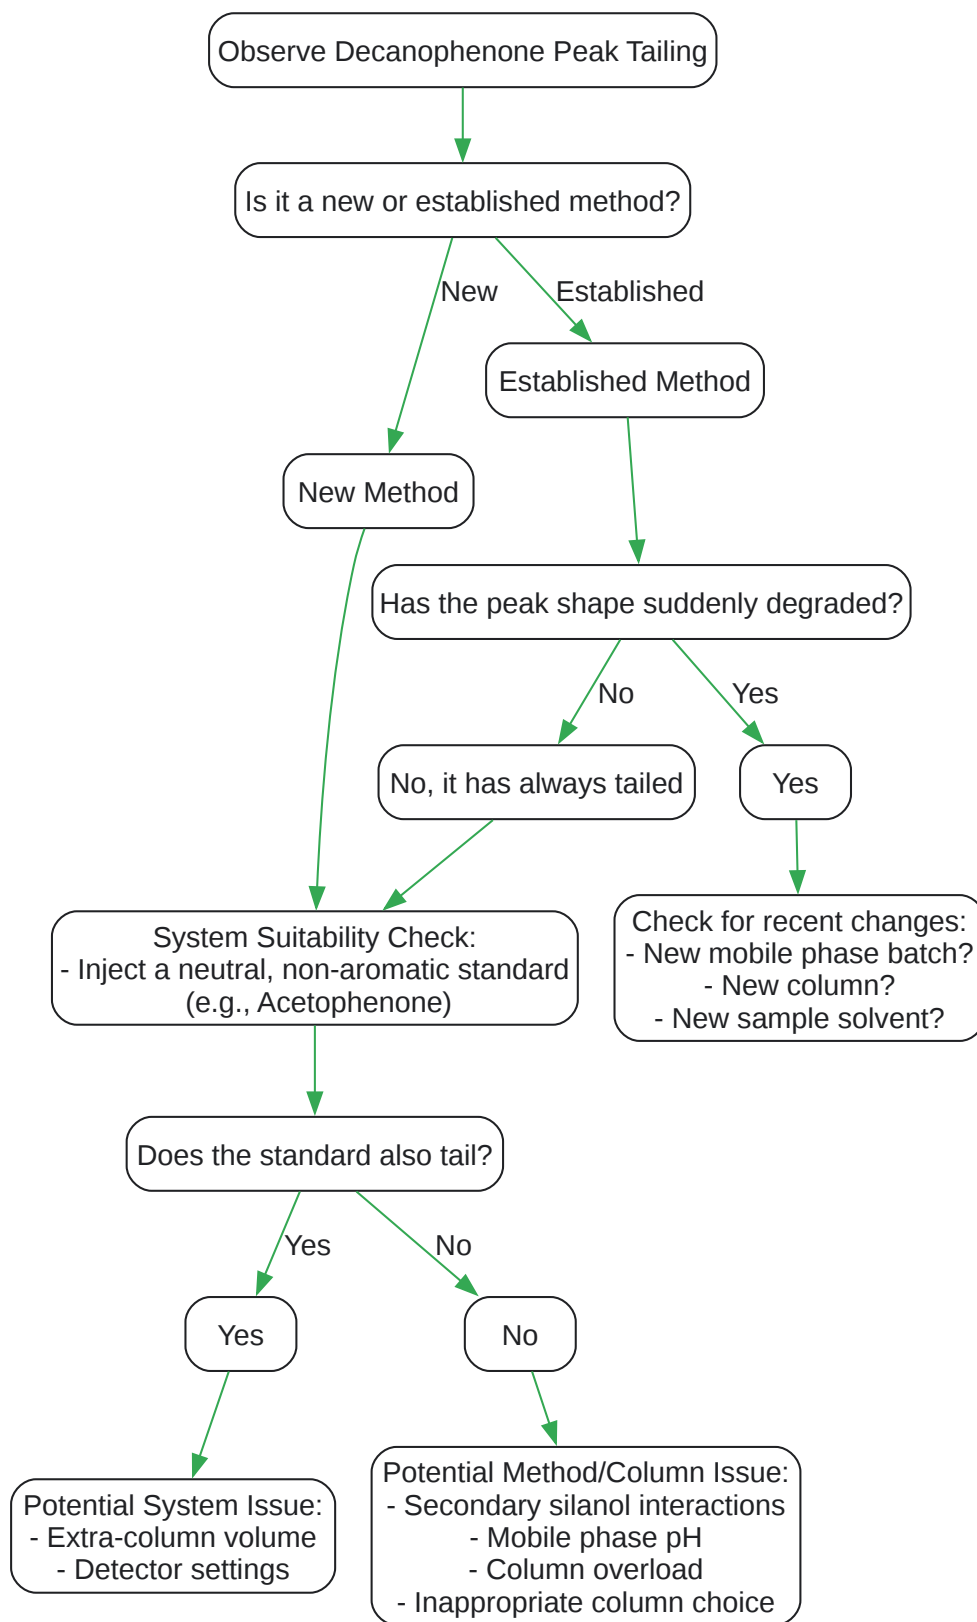 Observe Decanophenone Peak Tailing
Is it a new or established method?
New
Established
Established Method
New Method
Has the peak shape suddenly degraded?
No
Yes
No, it has always tailed
Yes
System Suitability Check:
- Inject a neutral, non-aromatic standard
(e.g., Acetophenone)
Check for recent changes:
- New mobile phase batch?
- New column?
- New sample solvent?
Does the standard also tail?
Yes
No
Yes
No
Potential System Issue:
- Extra-column volume
- Detector settings
Potential Method/Column Issue:
- Secondary silanol interactions
- Mobile phase pH
- Column overload
- Inappropriate column choice